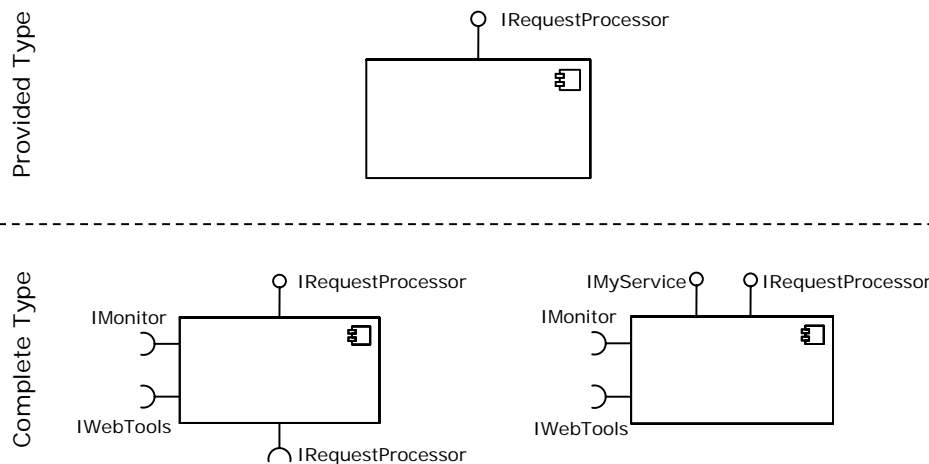 Provided Type
IRequestProcessor
Complete Type
IRequestProcessor
IMonitor
IWebTools
IRequestProcessor
IMyService
IRequestProcessor
IMonitor
IWebTools